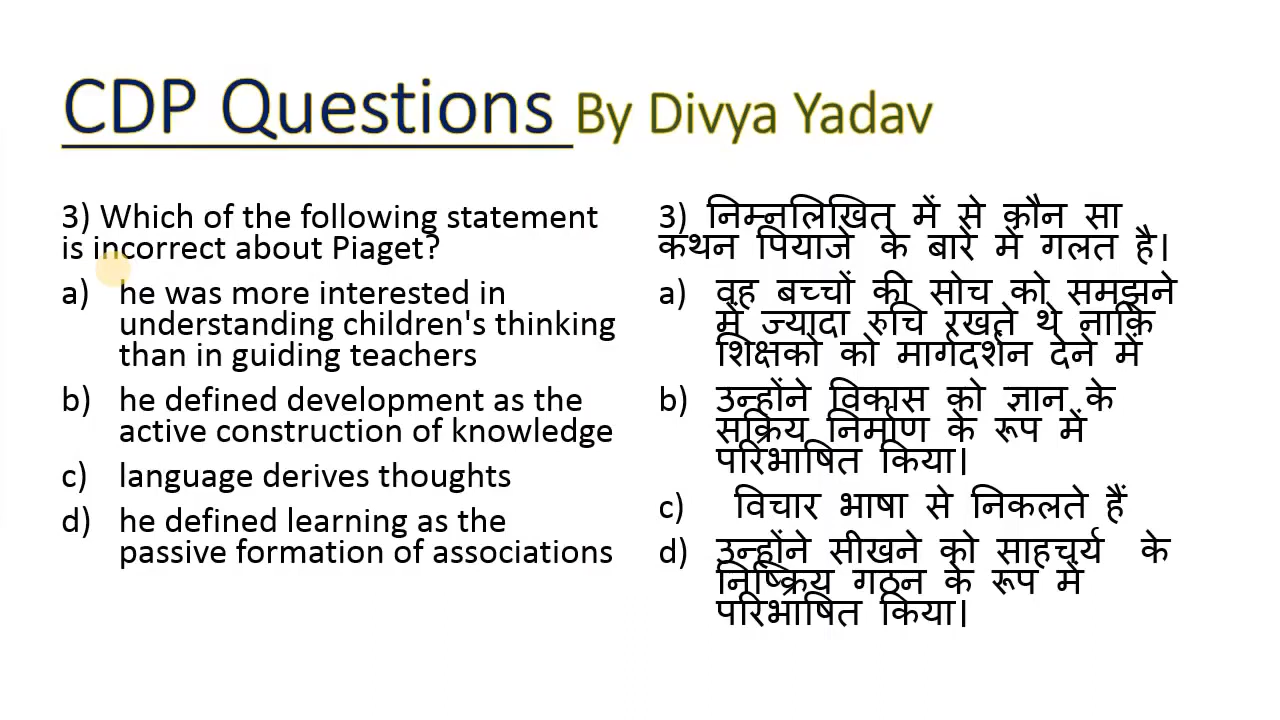 CDP Questions By Divya Yadav
3) Which of the following statement
is incorrect about Piaget?
a) he was more interested in
understanding children's thinking
than in guiding teachers
b) he defined development as the
active construction of knowledge
c) language derives thoughts
d) he defined learning as the
passive formation of associations
3) निम्नलिखित में से कौन सा
कथन पियाजे के बारे में गलत है।
a) वह बच्चों की सोच को समझने
में ज्यादा रुचि रखते थे नाकि
शिक्षको को मार्गदर्शन देने में
b) उन्होंने विकास को ज्ञान के
सक्रिय निर्माण के रूप में
परिभाषित किया।
c) विचार भाषा से निकलते हैं
d) उन्होंने सीखने को साहचर्य के
निष्क्रिय गठन के रूप में
परिभाषित किया।